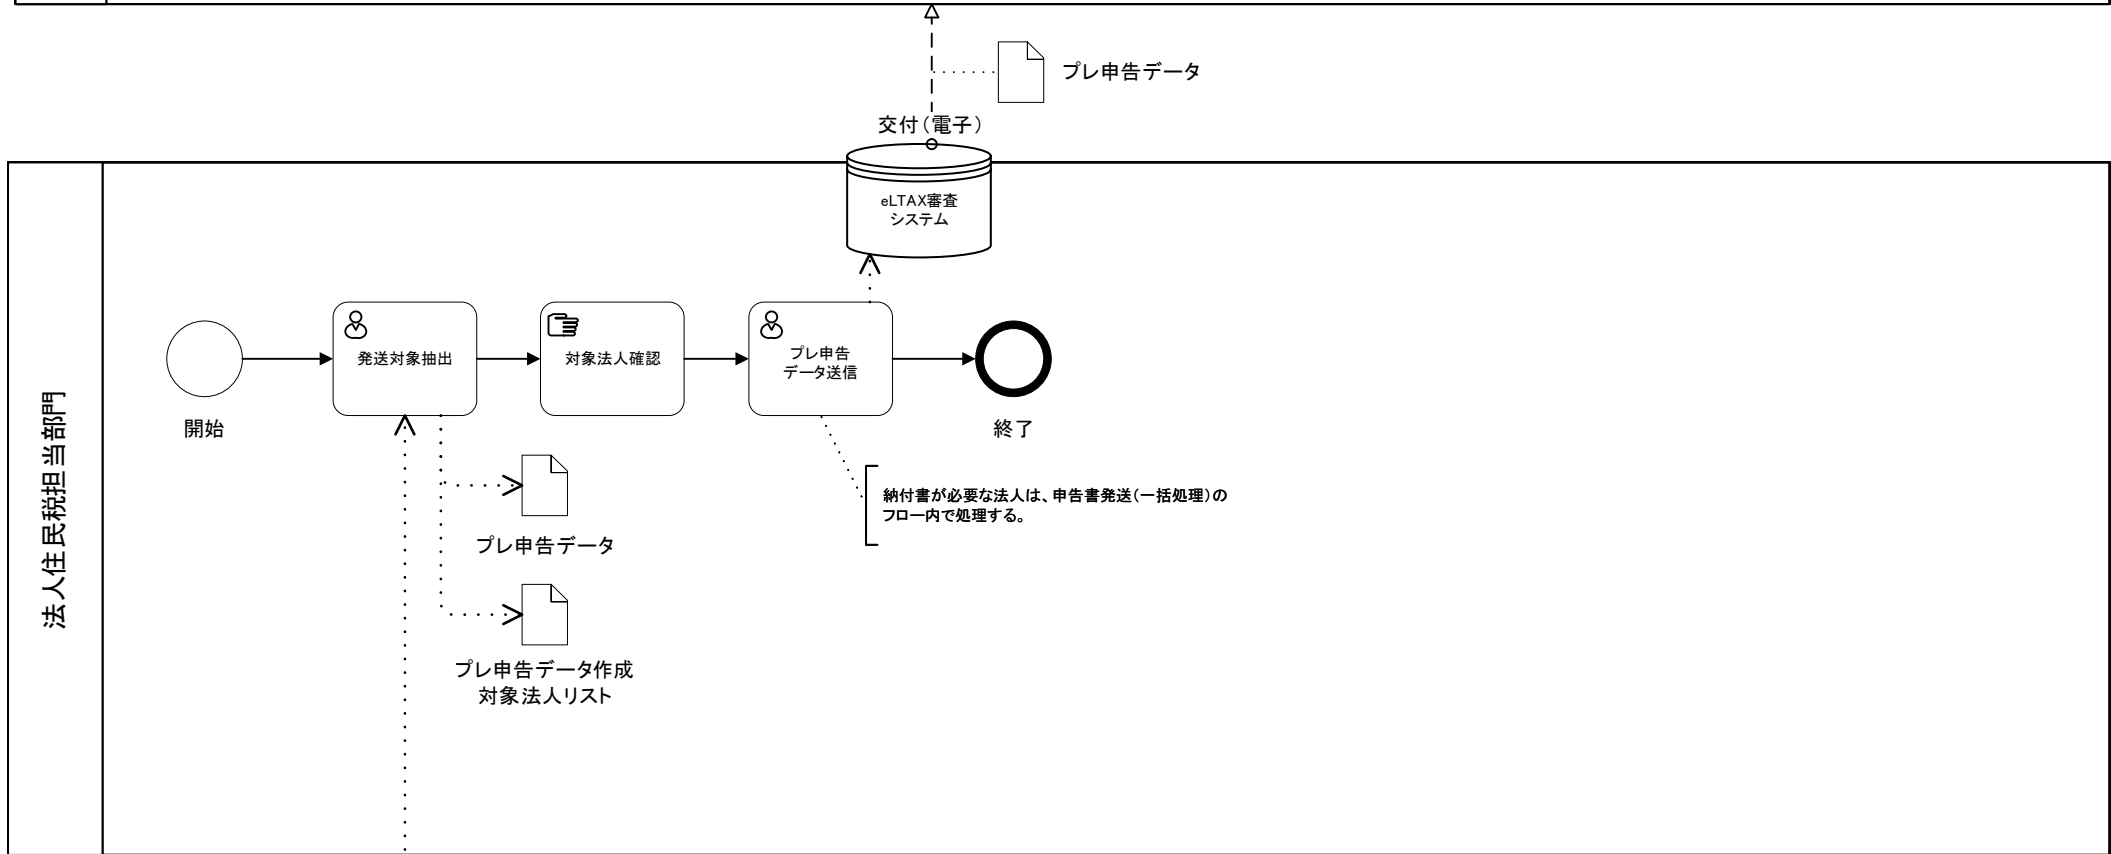 プレ申告データ
交付（電子）
eLTAX審査
システム
発送対象抽出
対象法人確認
プレ申告
データ送信
開始
終了
法人住民税担当部門
納付書が必要な法人は、申告書発送（一括処理）の
フロー内で処理する。
プレ申告データ
プレ申告データ作成
対象法人リスト